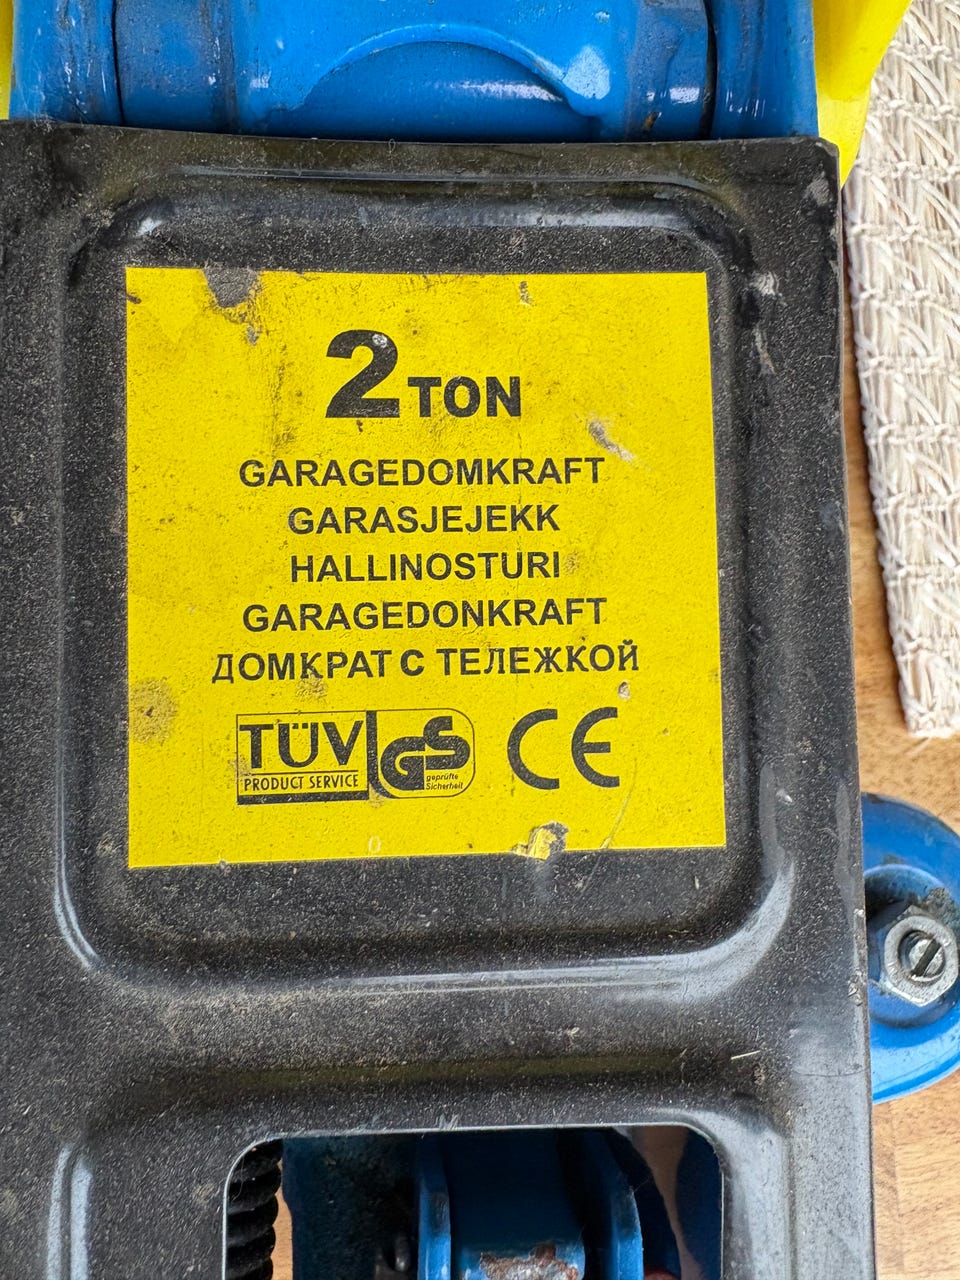 2 TON
GARAGEDOMKRAFT
GARASJEJEKK
HALLINOSTURI
GARAGEDONKRAFT
ДОМКРАТ С ТЕЛЕЖКОЙ
TÜV
PRODUCT SERVICE
GS
geprüfte
Sicherheit
CE